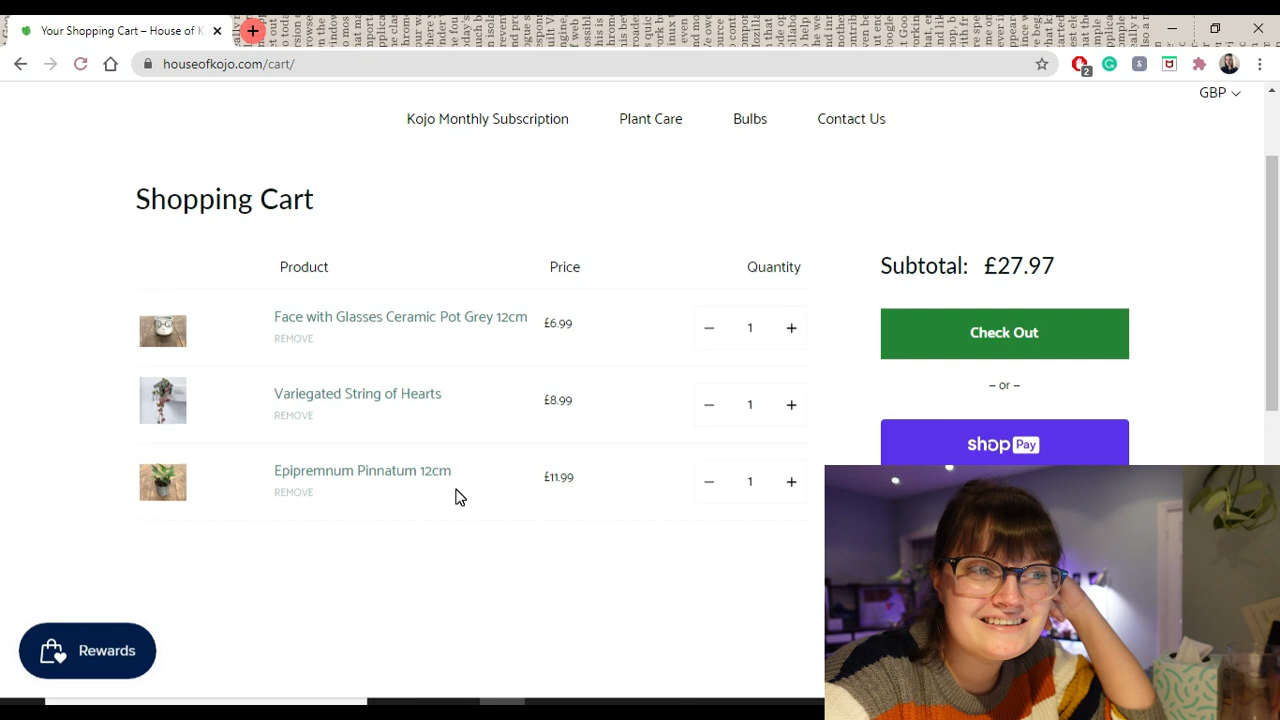 Your Shopping Cart – House of K
houseofkojo.com/cart/
2
GBP
Kojo Monthly Subscription Plant Care Bulbs Contact Us
Shopping Cart
Product Price Quantity
Subtotal: £27.97
Face with Glasses Ceramic Pot Grey 12cm £6.99 − 1 +
REMOVE
Check Out
– or –
Variegated String of Hearts £8.99 − 1 +
REMOVE
shop Pay
Epipremnum Pinnatum 12cm £11.99 − 1 +
REMOVE
Rewards